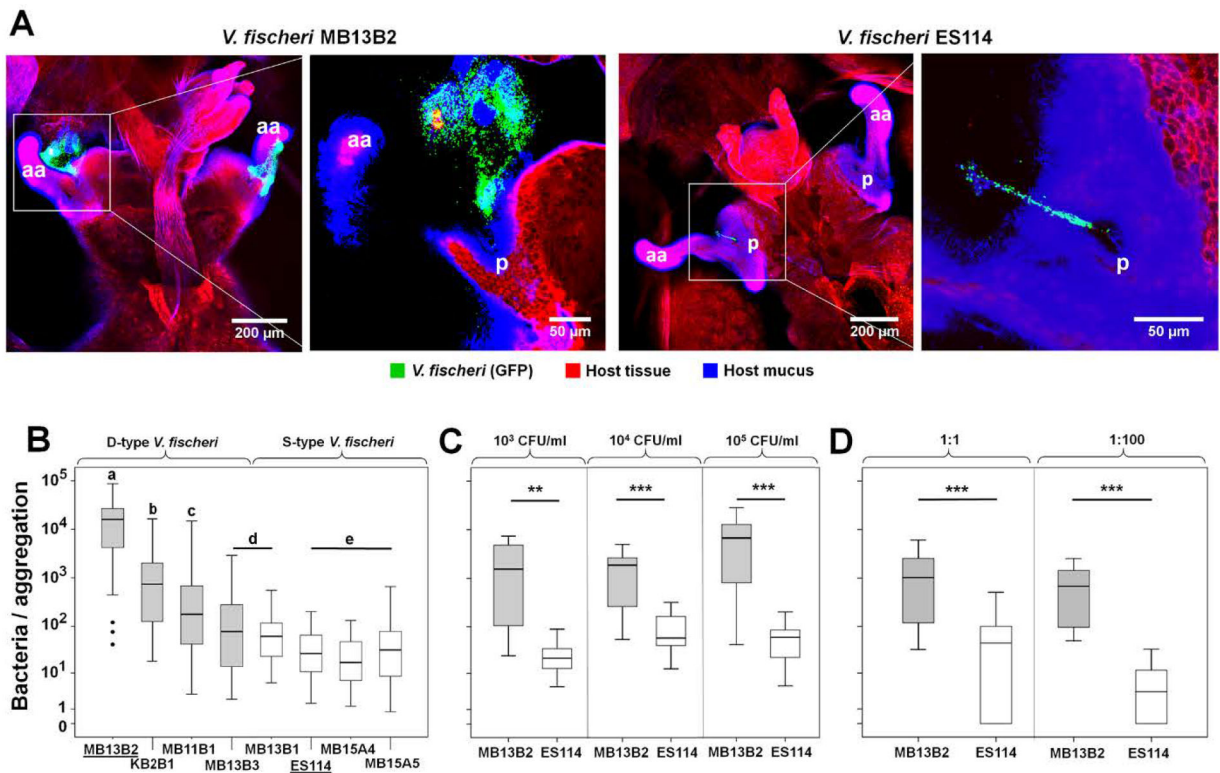 A
V. fischeri MB13B2
V. fischeri ES114
aa
aa
200 µm
aa
p
50 µm
aa
p
p
aa
200 µm
p
50 µm
V. fischeri (GFP)
Host tissue
Host mucus
B
D-type V. fischeri
S-type V. fischeri
Bacteria / aggregation
10⁵
10⁴
10³
10²
10¹
1
0
a
b
c
d
e
MB13B2
KB2B1
MB11B1
MB13B3
MB13B1
ES114
MB15A4
MB15A5
C
10³ CFU/ml
10⁴ CFU/ml
10⁵ CFU/ml
**
***
***
MB13B2 ES114
MB13B2 ES114
MB13B2 ES114
D
1:1
1:100
***
***
MB13B2 ES114
MB13B2 ES114